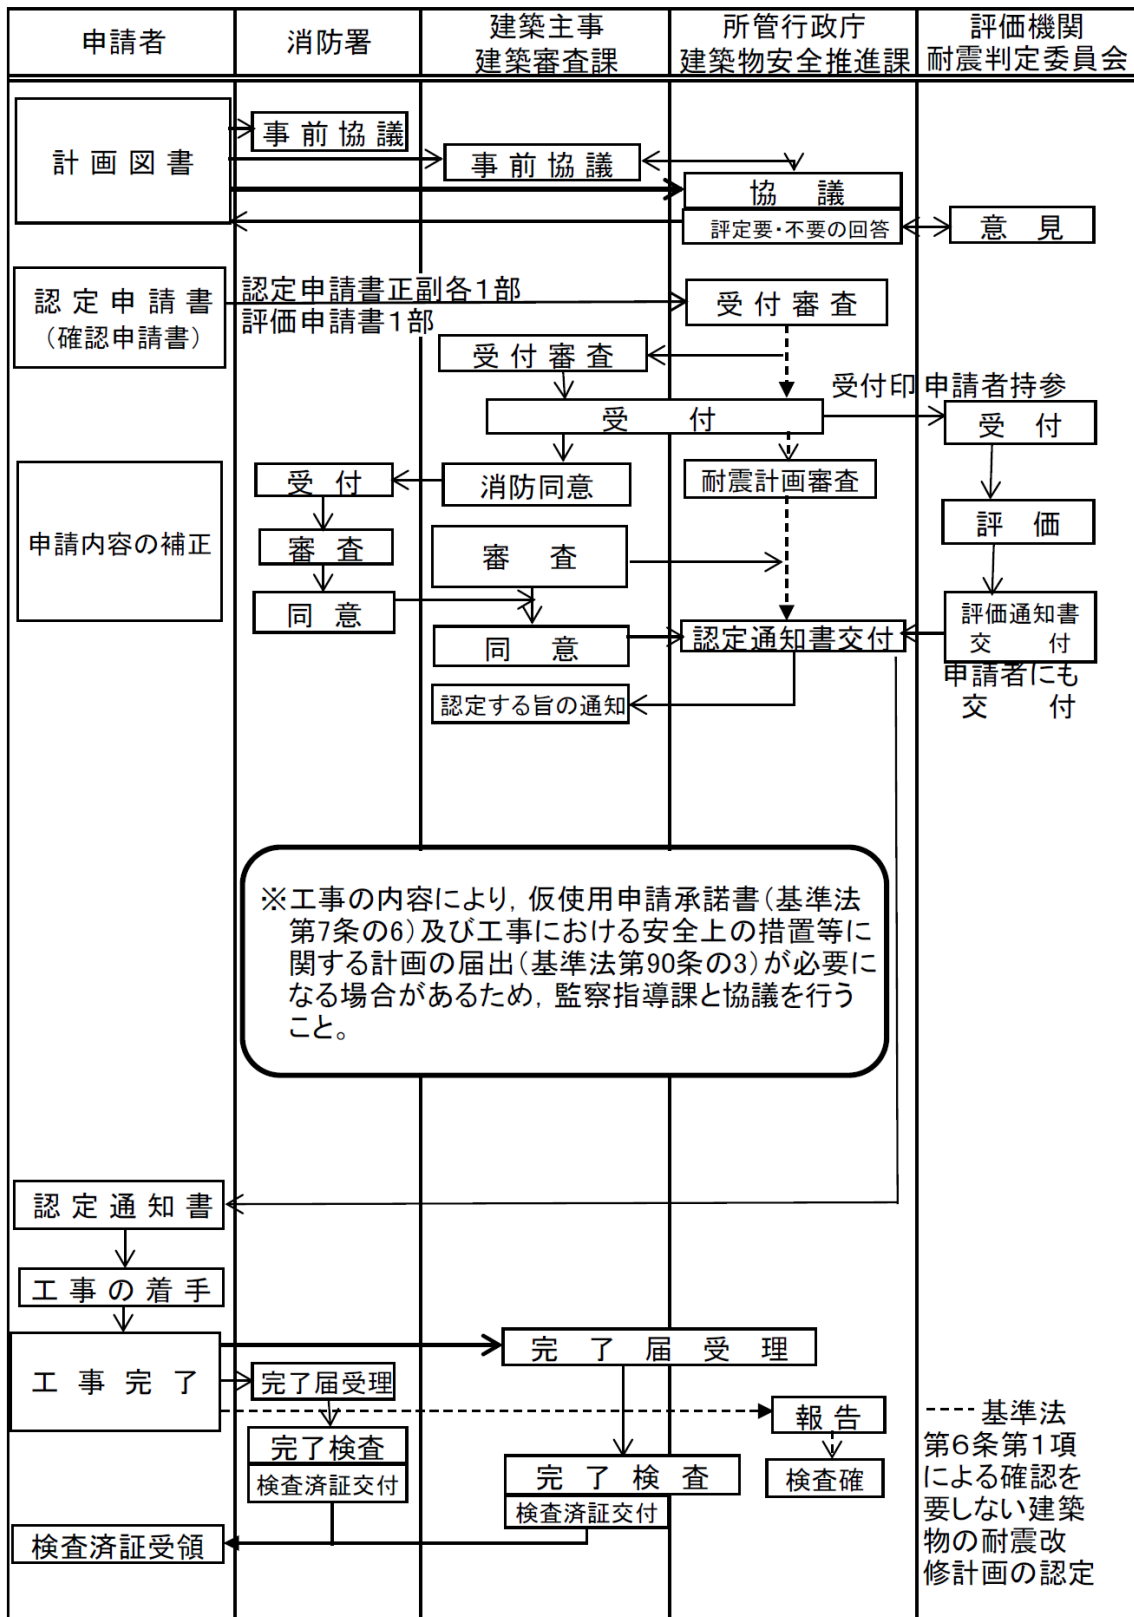 申請者
消防署
建築主事
建築審査課
所管行政庁
建築物安全推進課
評価機関
耐震判定委員会
計画図書
事前協議
事前協議
協議
評定要・不要の回答
意見
認定申請書
（確認申請書）
認定申請書正副各１部
評価申請書１部
受付審査
受付審査
受付印 申請者持参
受付
受付
申請内容の補正
受付
消防同意
耐震計画審査
評価
審査
審査
同意
同意
認定通知書交付
評価通知書
交付
申請者にも
交付
認定する旨の通知
※工事の内容により，仮使用申請承諾書（基準法
第7条の6）及び工事における安全上の措置等に
関する計画の届出（基準法第90条の3）が必要に
なる場合があるため，監察指導課と協議を行う
こと。
認定通知書
工事の着手
工事完了
完了届受理
完了届受理
報告
完了検査
検査済証交付
完了検査
検査済証交付
検査確
検査済証受領
---- 基準法
第６条第１項
による確認を
要しない建築
物の耐震改
修計画の認定